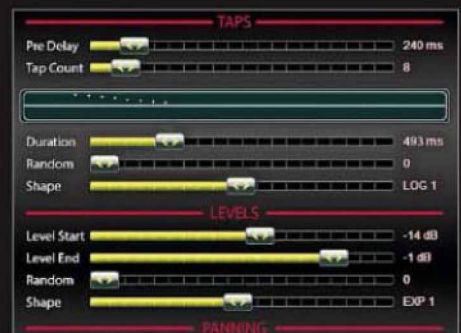 TAPS
Pre Delay 240 ms
Tap Count 8
Duration 493 ms
Random 0
Shape LOG 1
LEVELS
Level Start -14 dB
Level End -1 dB
Random 0
Shape EXP 1
PANNING